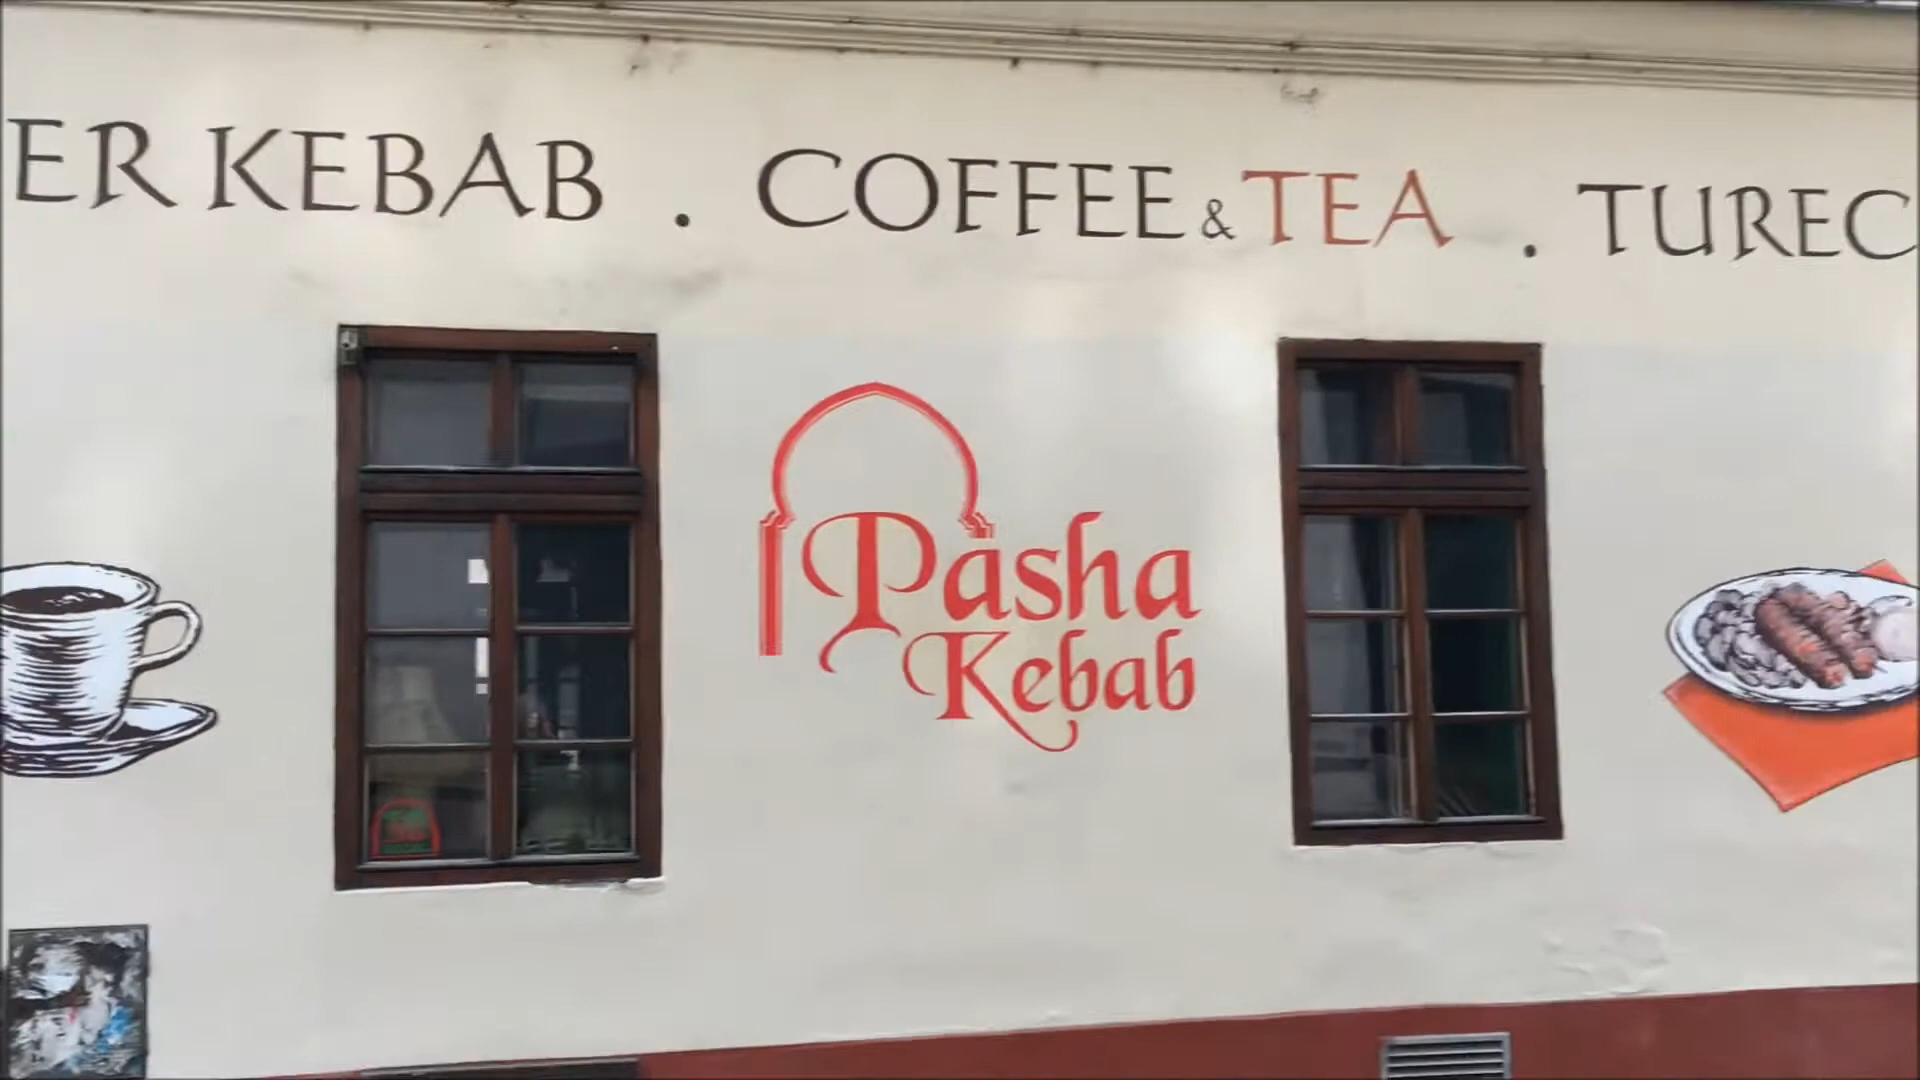 ER KEBAB . COFFEE & TEA . TUREC
Pasha
Kebab